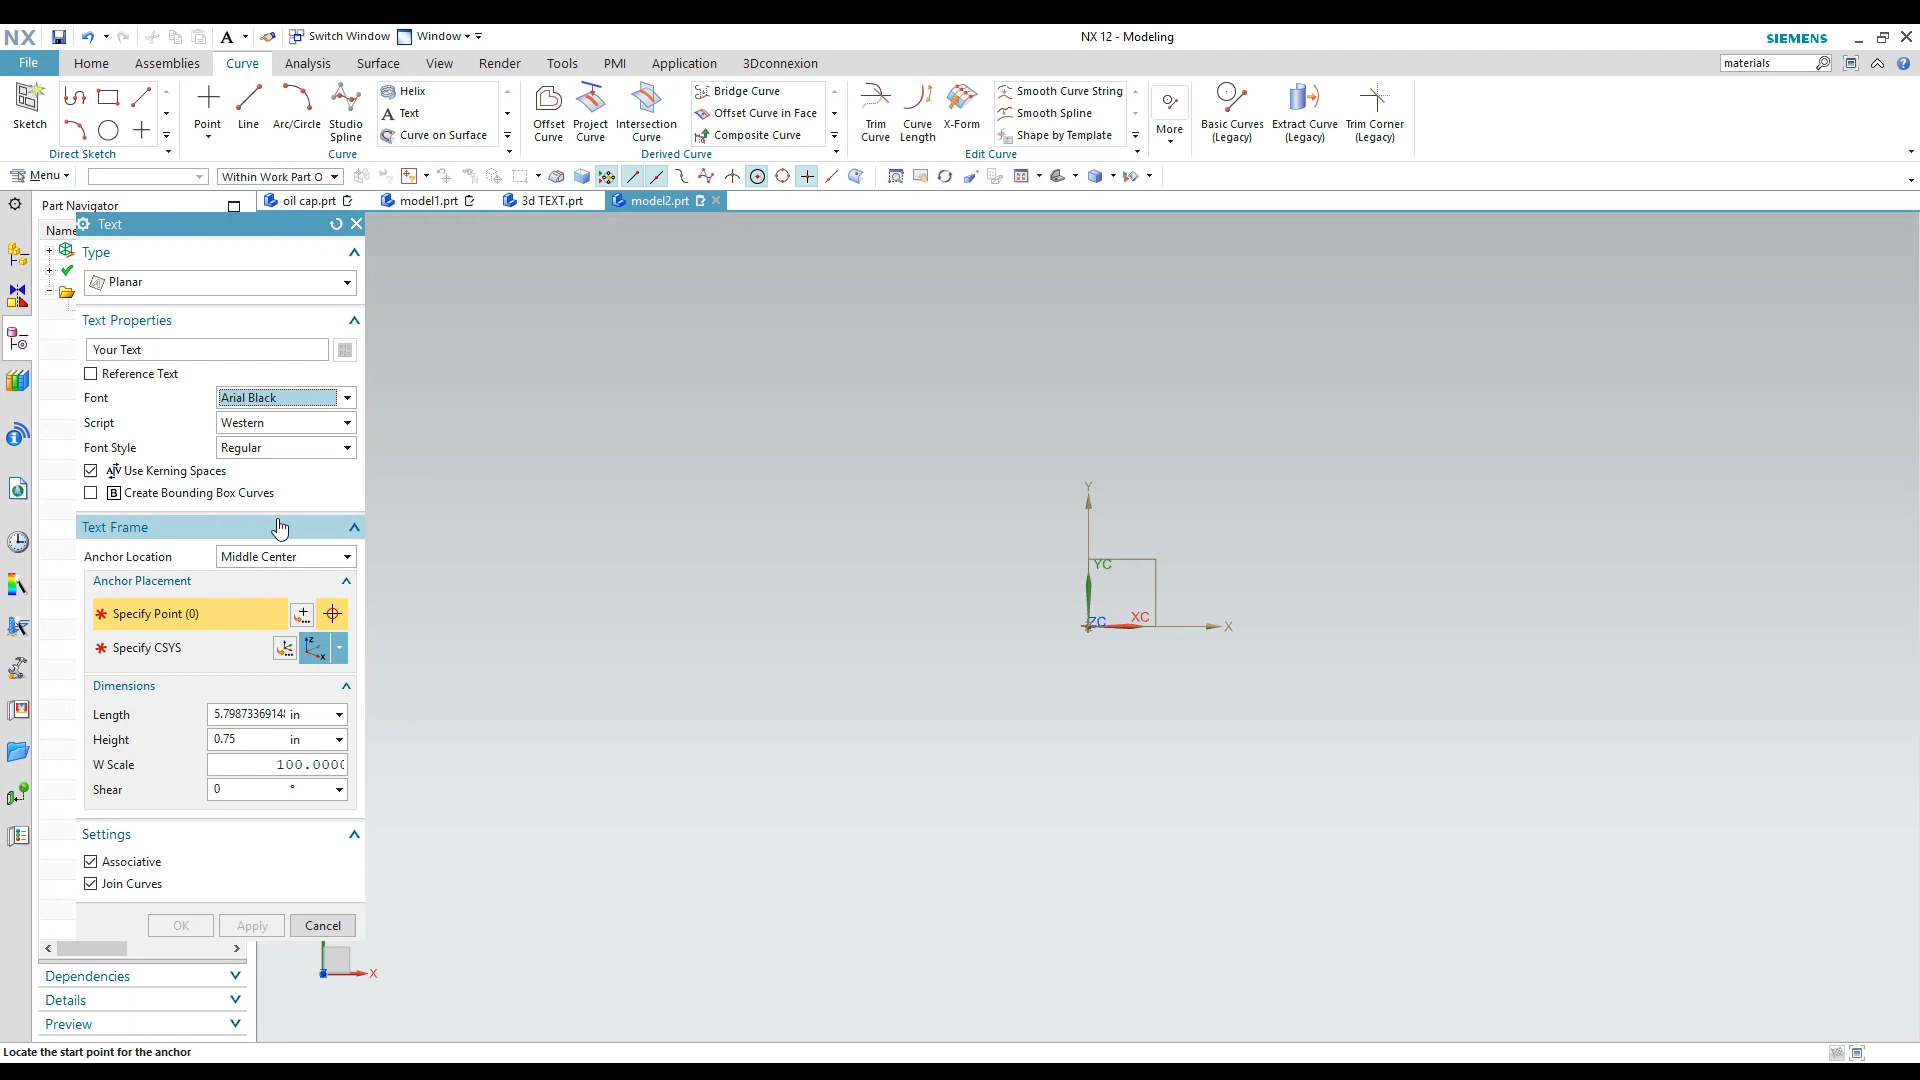 NX Switch Window Window NX 12 - Modeling SIEMENS
File Home Assemblies Curve Analysis Surface View Render Tools PMI Application 3Dconnexion materials
Sketch
Direct Sketch
Point Line Arc/Circle Studio Spline
Helix
Text
Curve on Surface
Curve
Offset Curve Project Curve Intersection Curve
Bridge Curve
Offset Curve in Face
Composite Curve
Derived Curve
Trim Curve Curve Length X-Form
Smooth Curve String
Smooth Spline
Shape by Template
Edit Curve
More
Basic Curves (Legacy) Extract Curve (Legacy) Trim Corner (Legacy)
Menu Within Work Part O
Part Navigator oil cap.prt model1.prt 3d TEXT.prt model2.prt
Name
Text
Type
Planar
Text Properties
Your Text
Reference Text
Font Arial Black
Script Western
Font Style Regular
Use Kerning Spaces
B Create Bounding Box Curves
Text Frame
Anchor Location Middle Center
Anchor Placement
Specify Point (0)
Specify CSYS
Dimensions
Length 5.7987336914 in
Height 0.75 in
W Scale 100.0000
Shear 0 °
Settings
Associative
Join Curves
OK Apply Cancel
Y
YC
XC
ZC
X
X
Dependencies
Details
Preview
Locate the start point for the anchor